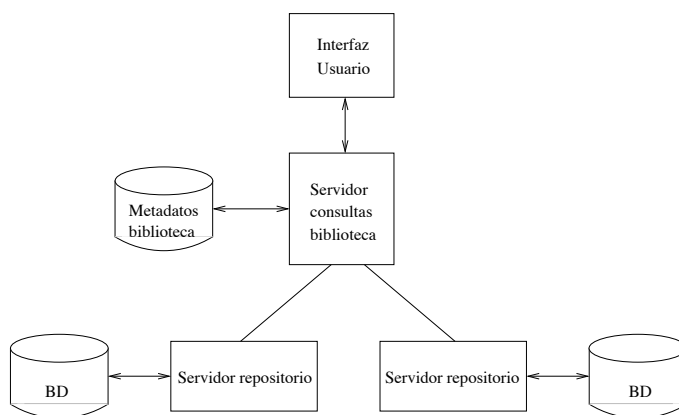 Interfaz
Usuario
Servidor
consultas
biblioteca
Metadatos
biblioteca
Servidor repositorio
Servidor repositorio
BD
BD